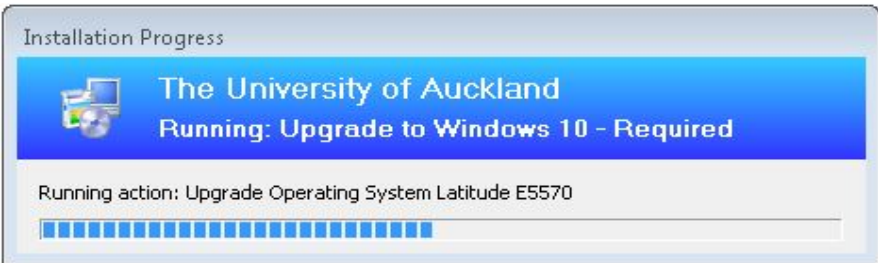 Installation Progress
The University of Auckland
Running: Upgrade to Windows 10 - Required
Running action: Upgrade Operating System Latitude E5570